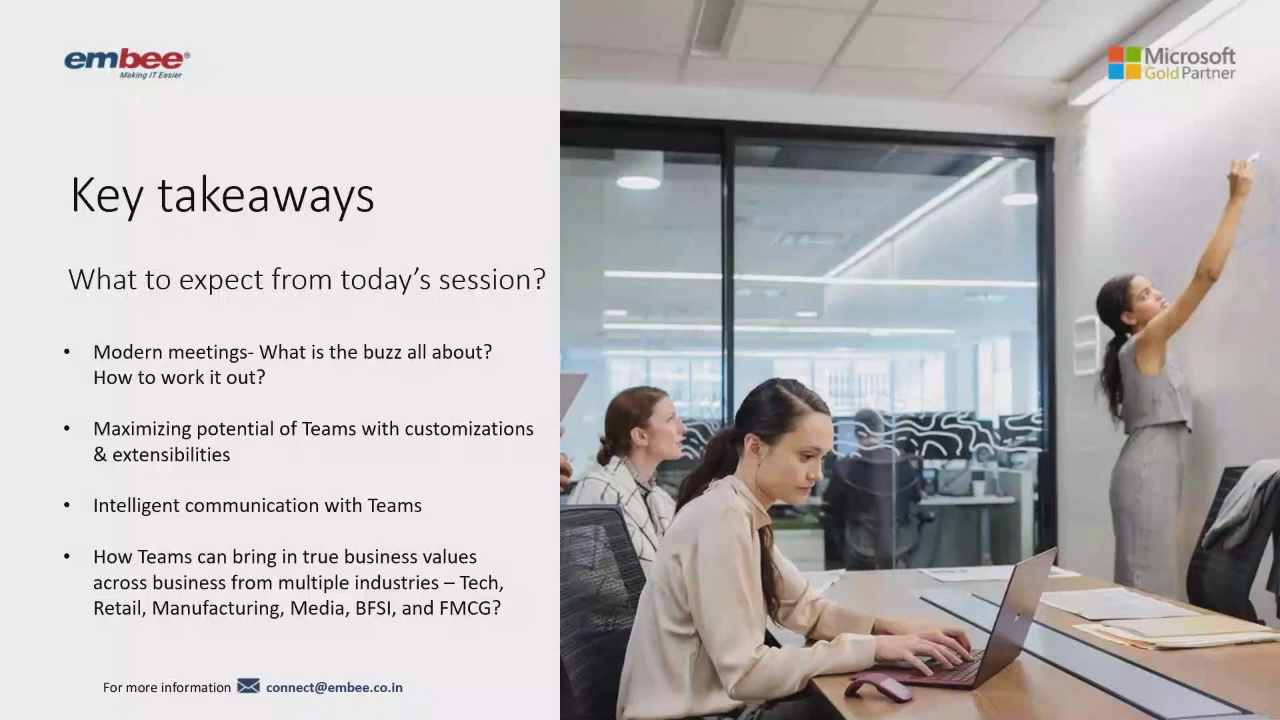 embee®
Making IT Easier
Microsoft
Gold Partner
Key takeaways
What to expect from today's session?
• Modern meetings- What is the buzz all about?
How to work it out?
• Maximizing potential of Teams with customizations
& extensibilities
• Intelligent communication with Teams
• How Teams can bring in true business values
across business from multiple industries – Tech,
Retail, Manufacturing, Media, BFSI, and FMCG?
For more information connect@embee.co.in